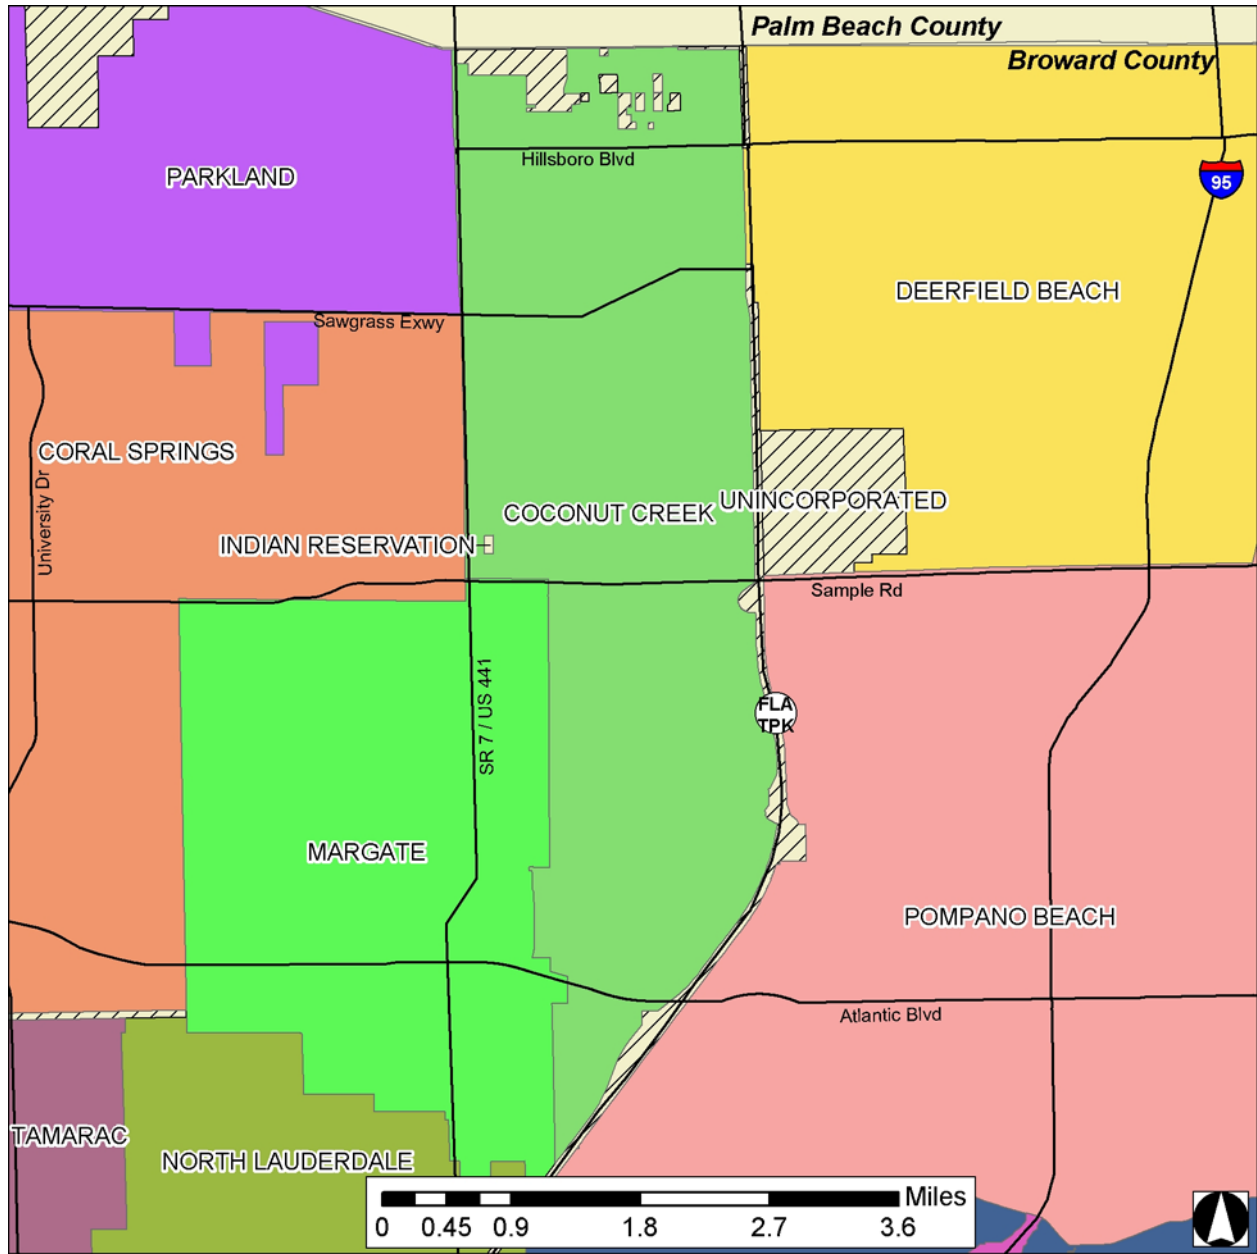 Palm Beach County
Broward County
Hillsboro Blvd
PARKLAND
95
DEERFIELD BEACH
Sawgrass Exwy
CORAL SPRINGS
University Dr
UNINCORPORATED
COCONUT CREEK
INDIAN RESERVATION
Sample Rd
SR 7 / US 441
FLA
TPK
MARGATE
POMPANO BEACH
Atlantic Blvd
TAMARAC
NORTH LAUDERDALE
Miles
0 0.45 0.9 1.8 2.7 3.6